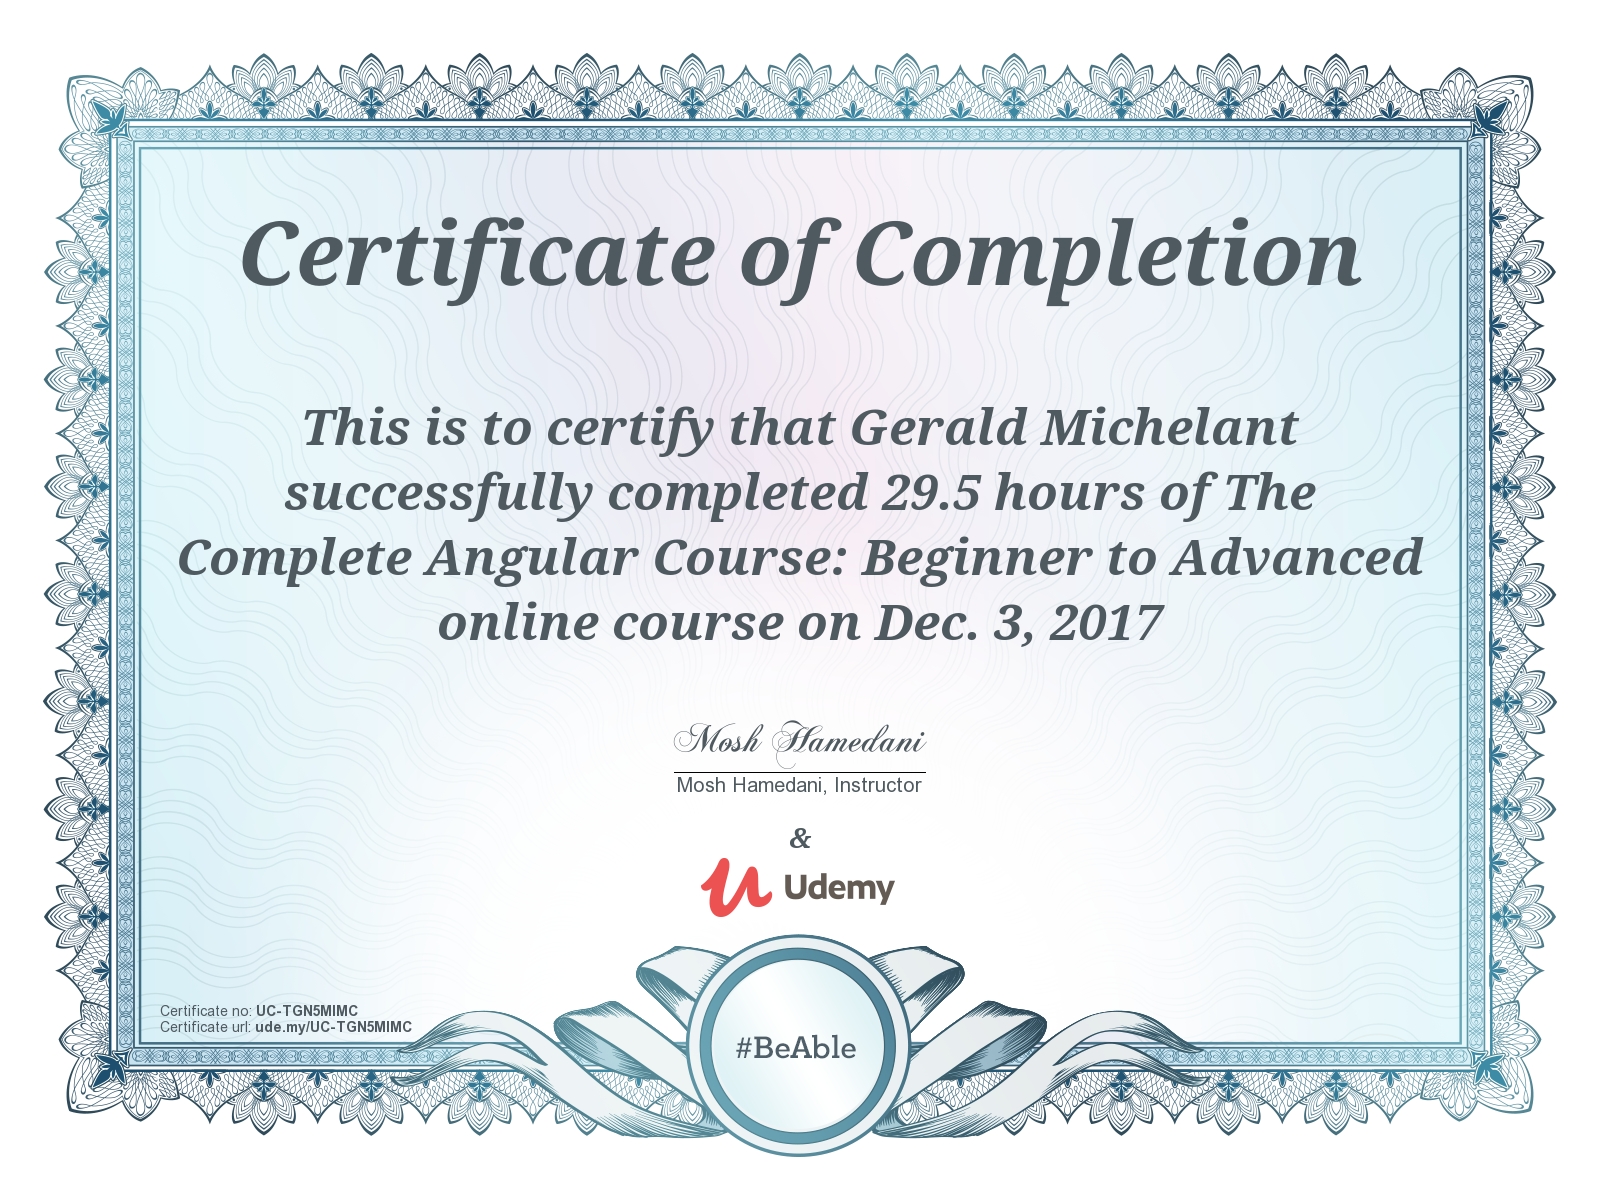 Certificate of Completion
This is to certify that Gerald Michelant
successfully completed 29.5 hours of The
Complete Angular Course: Beginner to Advanced
online course on Dec. 3, 2017
Mosh Hamedani
Mosh Hamedani, Instructor
&
Udemy
Certificate no: UC-TGN5MIMC
Certificate url: ude.my/UC-TGN5MIMC
#BeAble